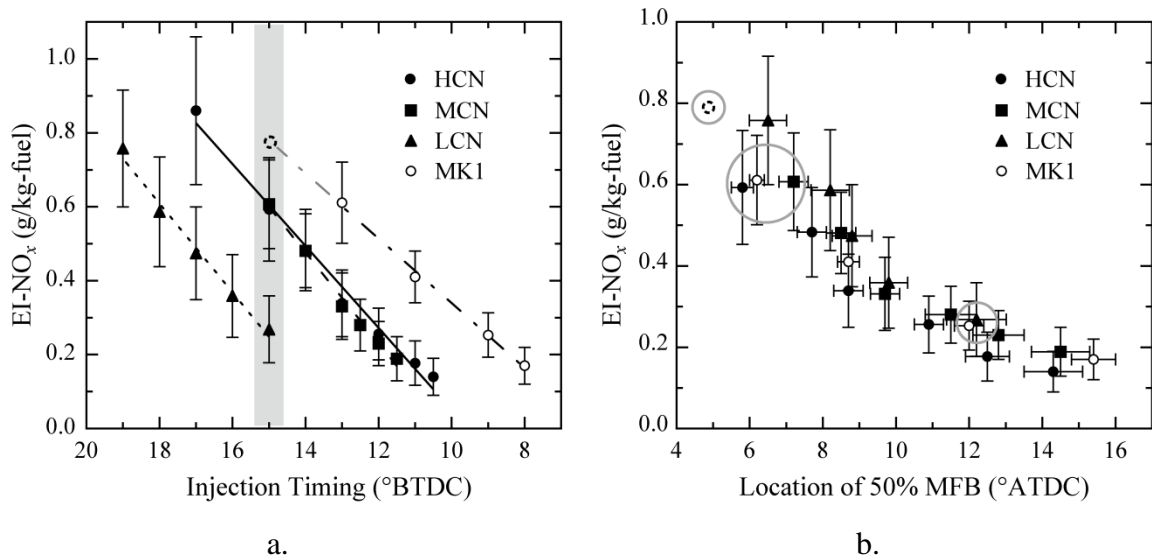 1.0
0.8
0.6
0.4
0.2
0.0
EI-NOx (g/kg-fuel)
HCN
MCN
LCN
MK1
20 18 16 14 12 10 8
Injection Timing (°BTDC)
a.
1.0
0.8
0.6
0.4
0.2
0.0
EI-NOx (g/kg-fuel)
HCN
MCN
LCN
MK1
4 6 8 10 12 14 16
Location of 50% MFB (°ATDC)
b.